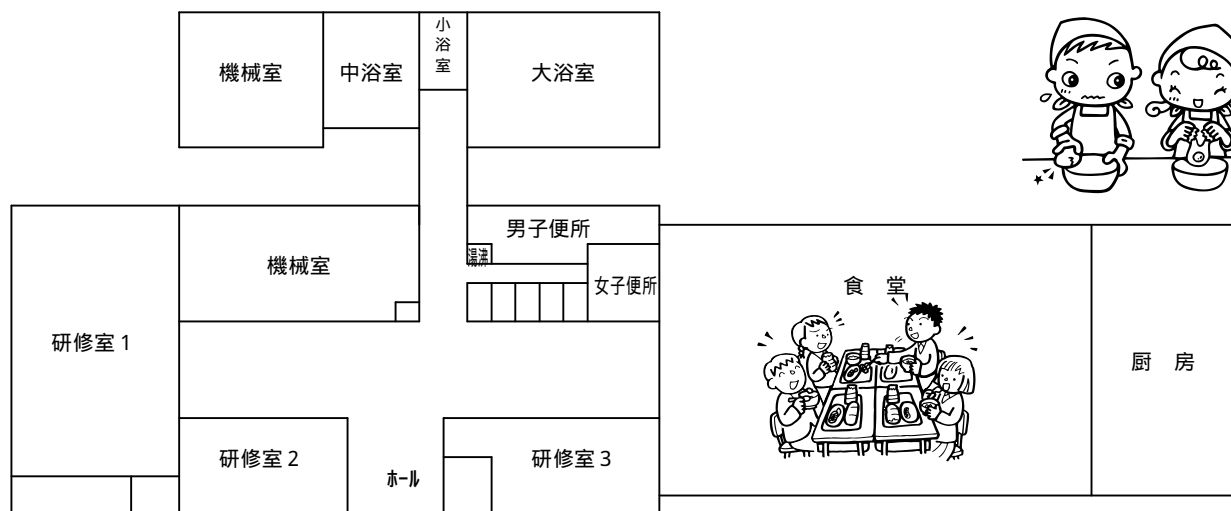 機械室
中浴室
小浴室
大浴室
男子便所
湯沸
女子便所
機械室
研修室1
食 堂
厨 房
研修室2
ホール
研修室3